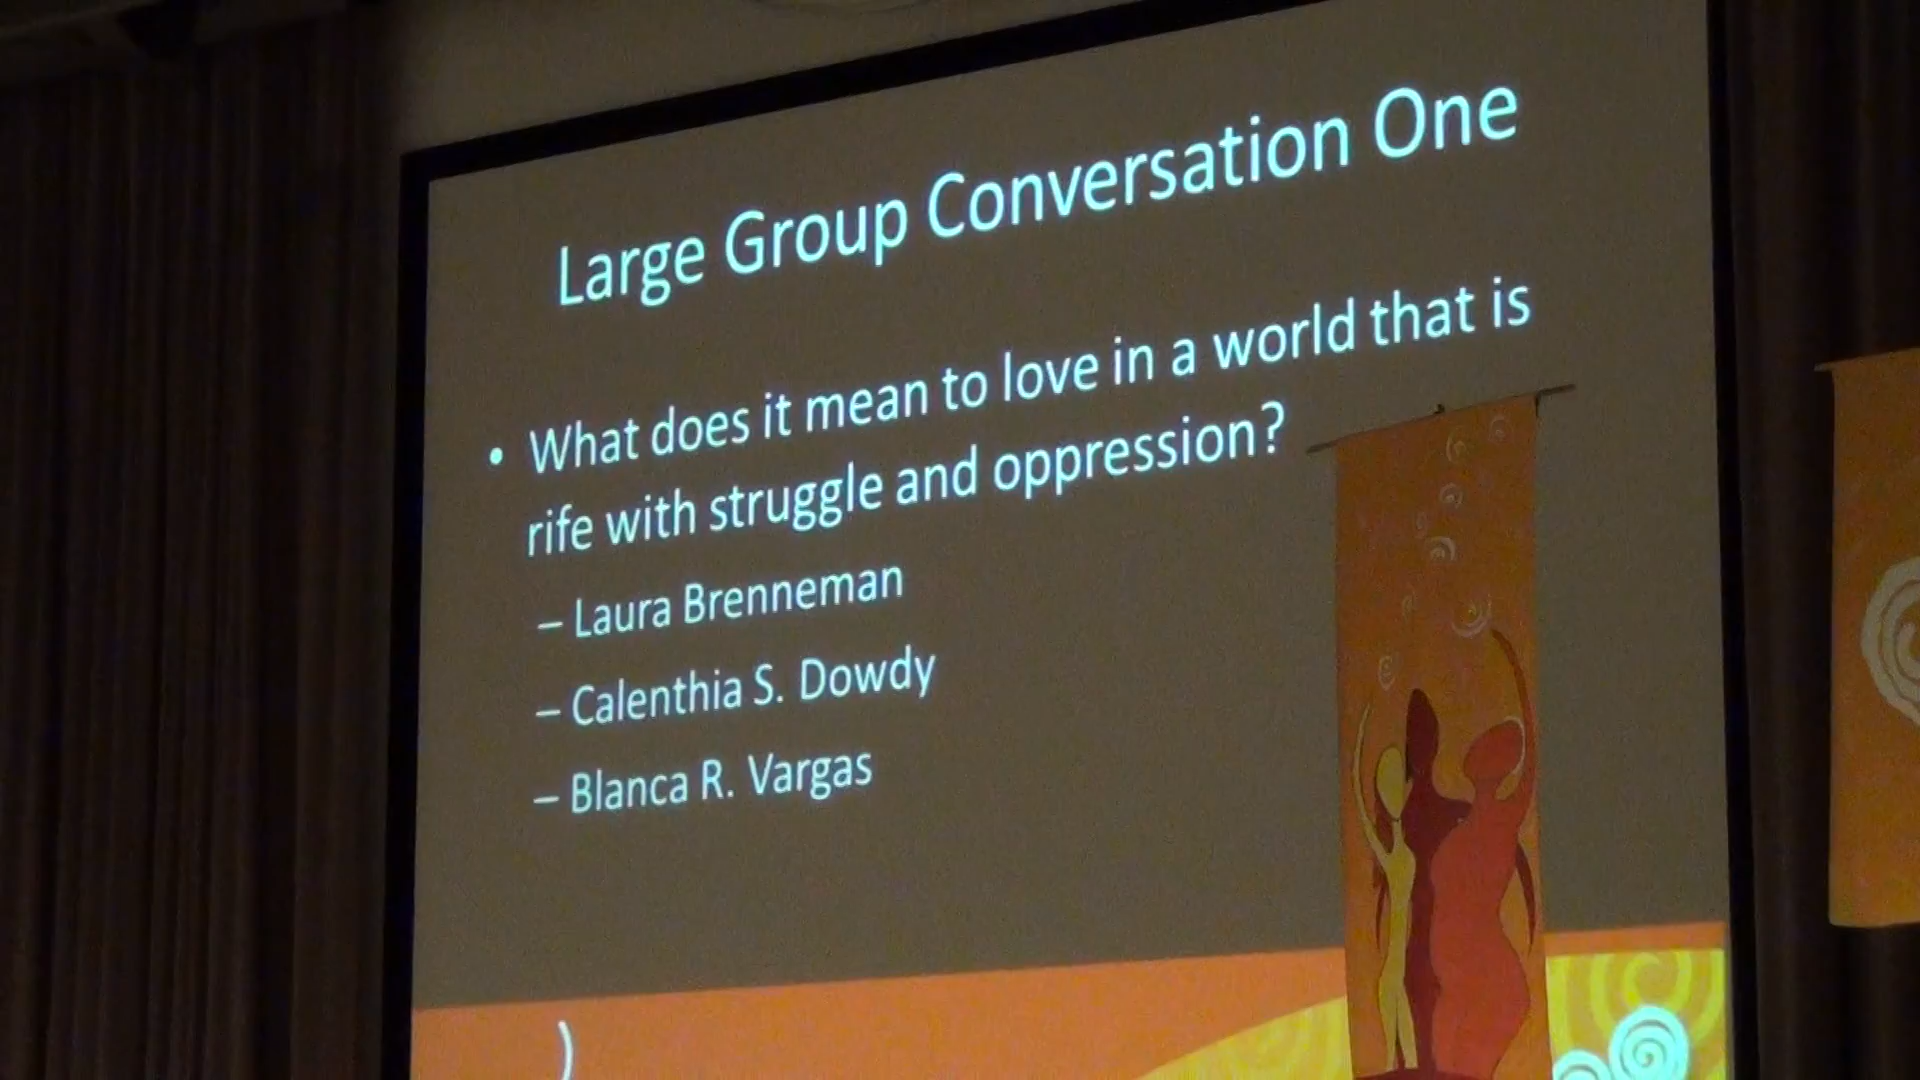 Large Group Conversation One
• What does it mean to love in a world that is
rife with struggle and oppression?
– Laura Brenneman
– Calenthia S. Dowdy
– Blanca R. Vargas